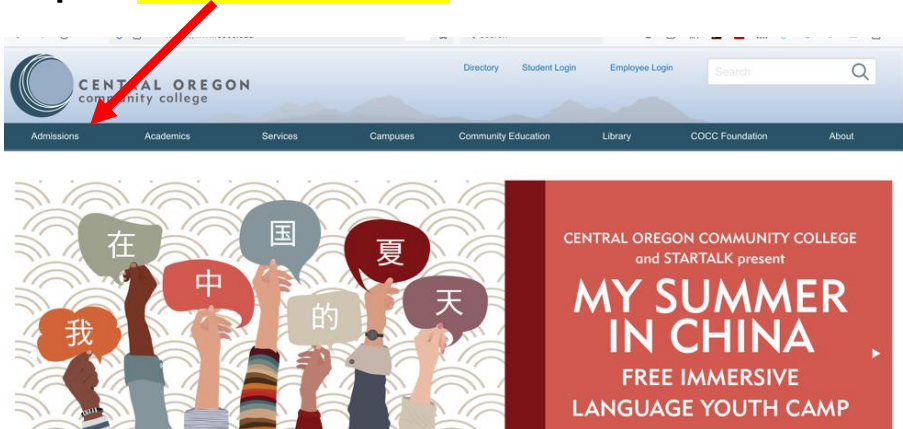 Directory Student Login Employee Login Search
CENTRAL OREGON
community college
Admissions Academics Services Campuses Community Education Library COCC Foundation About
我 在 中 国 的 夏 天
CENTRAL OREGON COMMUNITY COLLEGE
and STARTALK present
MY SUMMER
IN CHINA
FREE IMMERSIVE
LANGUAGE YOUTH CAMP